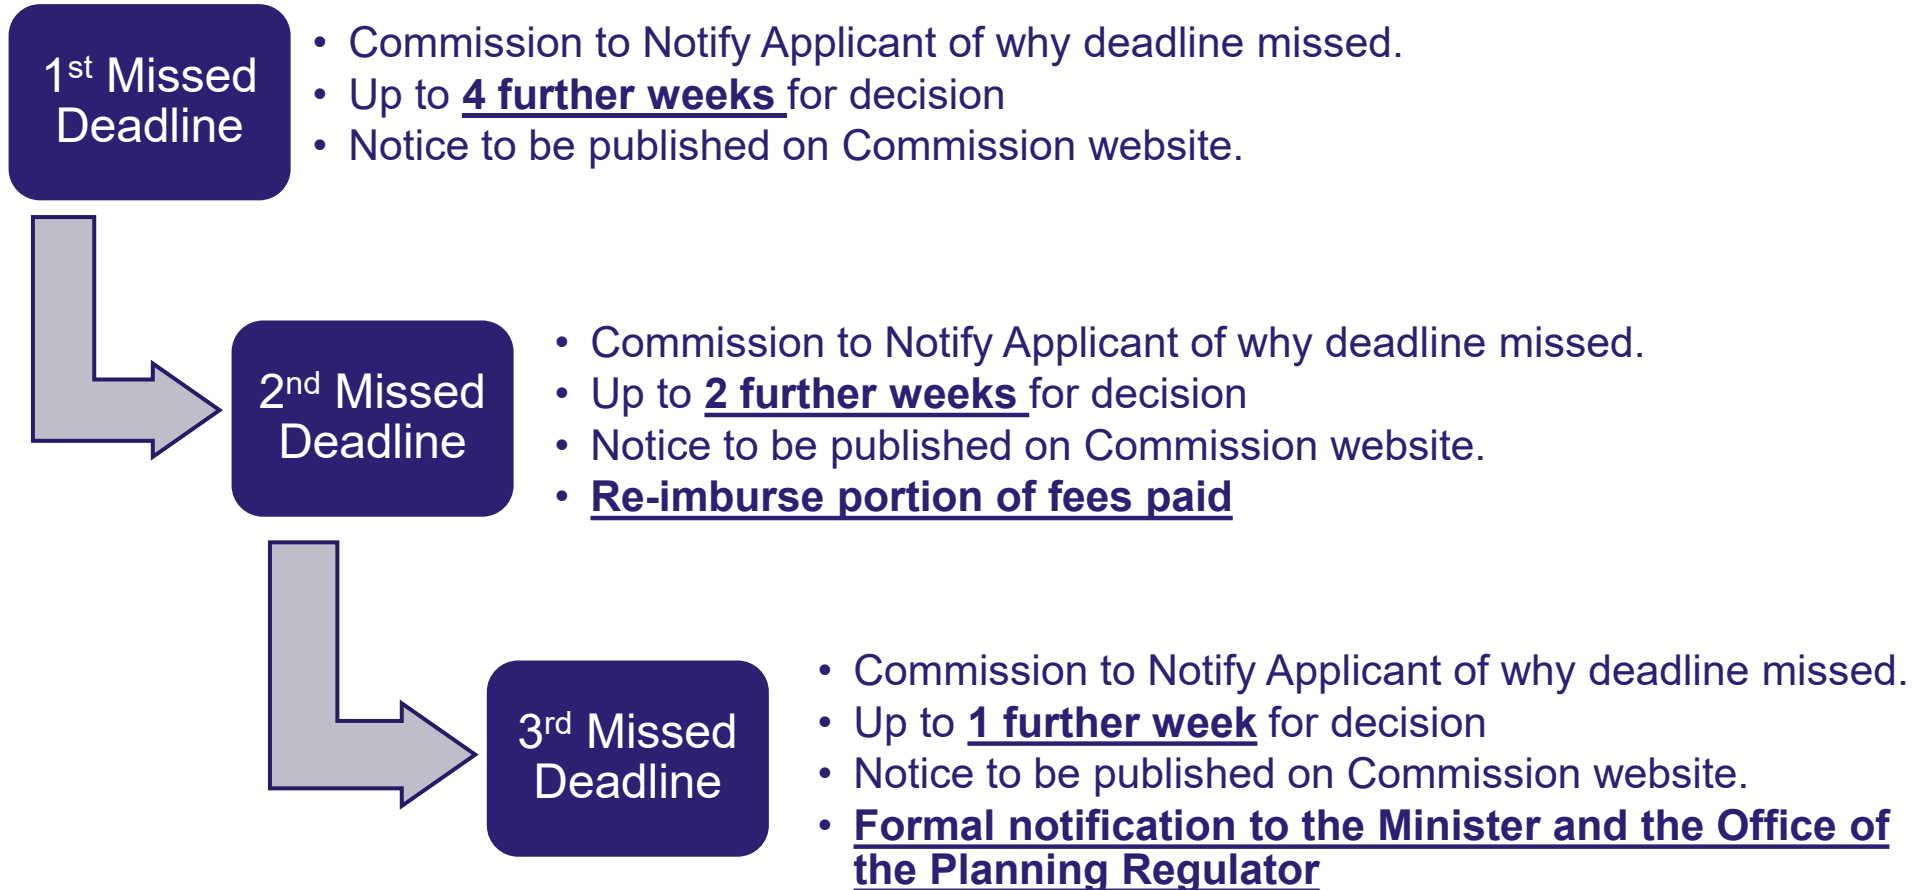 1st Missed
Deadline
• Commission to Notify Applicant of why deadline missed.
• Up to 4 further weeks for decision
• Notice to be published on Commission website.
2nd Missed
Deadline
• Commission to Notify Applicant of why deadline missed.
• Up to 2 further weeks for decision
• Notice to be published on Commission website.
• Re-imburse portion of fees paid
3rd Missed
Deadline
• Commission to Notify Applicant of why deadline missed.
• Up to 1 further week for decision
• Notice to be published on Commission website.
• Formal notification to the Minister and the Office of
the Planning Regulator